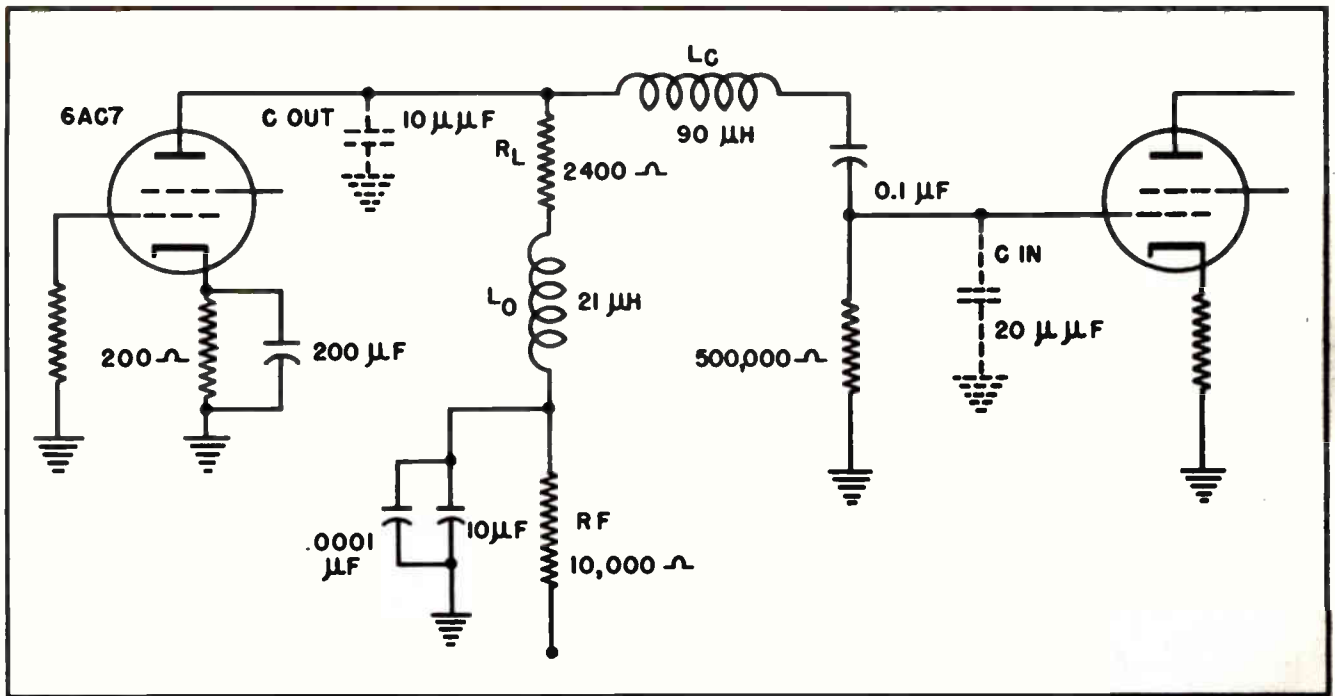 6AC7
C OUT
10 μμF
RL
2400 Ω
LC
90 μH
0.1 μF
LO
21 μH
C IN
20 μμF
200 Ω
200 μF
500,000 Ω
.0001
μF
10μF
RF
10,000 Ω